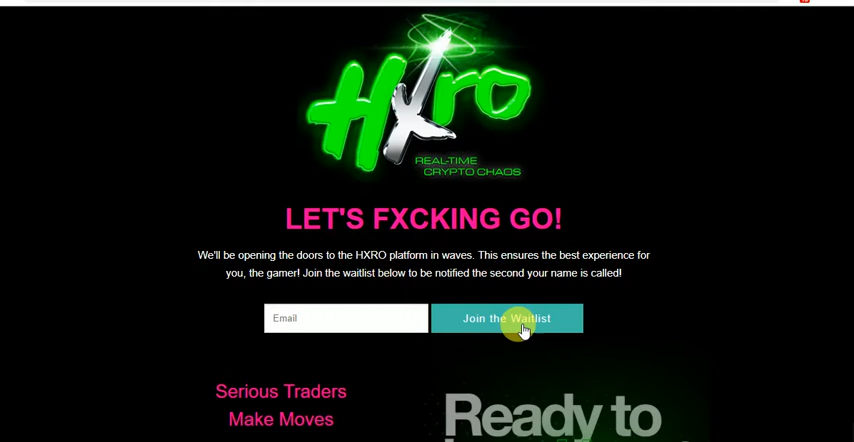 Hxro
REAL-TIME
CRYPTO CHAOS
LET'S FXCKING GO!
We'll be opening the doors to the HXRO platform in waves. This ensures the best experience for
you, the gamer! Join the waitlist below to be notified the second your name is called!
Email
Join the Waitlist
Serious Traders
Make Moves
Ready to